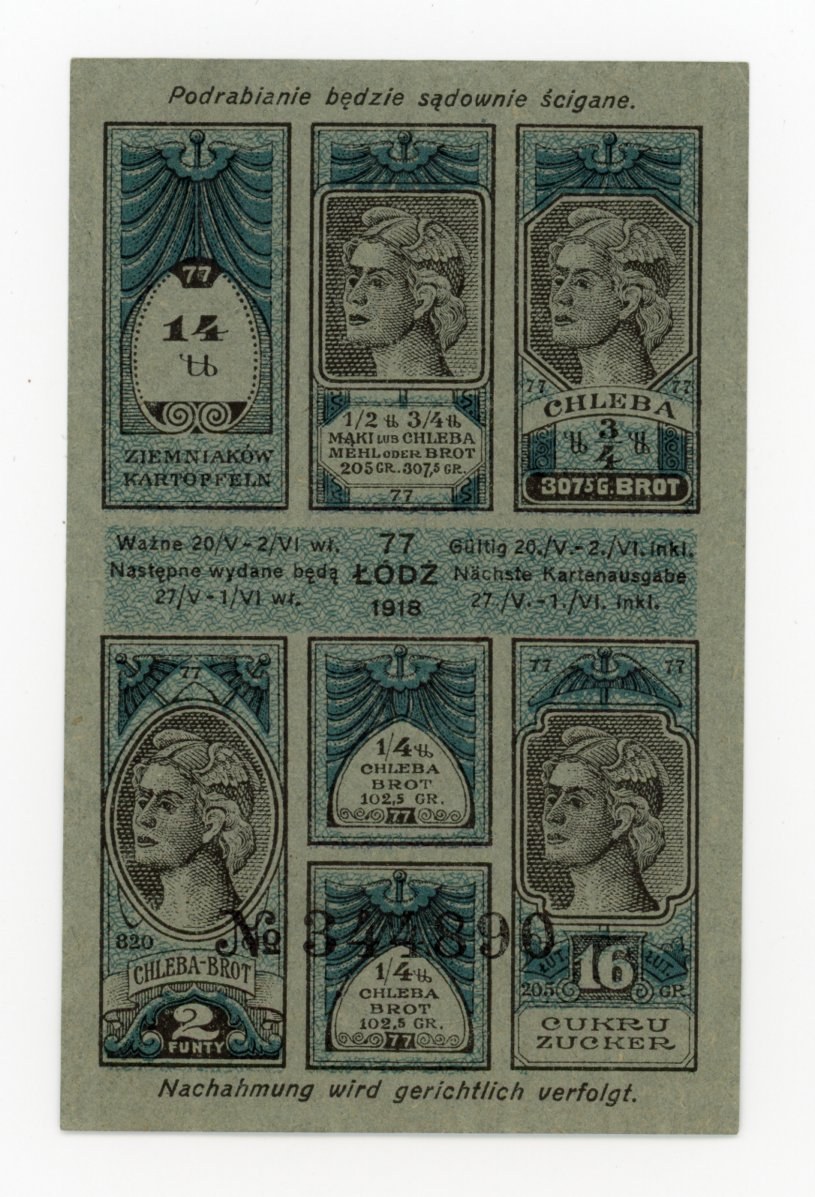 Podrabianie będzie sądownie ścigane.
77
14 ℔
ZIEMNIAKÓW
KARTOFFELN
1/2 ℔ 3/4 ℔
MĄKI LUB CHLEBA
MEHL ODER BROT
205 GR. 307,5 GR.
77
77 77
CHLEBA
℔ 3/4 ℔
307,5 G. BROT
Ważne 20/V - 2/VI wł.
Następne wydane będą
27/V - 1/VI wł.
77
ŁÓDŹ
1918
Gültig 20./V. - 2./VI. inkl.
Nächste Kartenausgabe
27./V. - 1./VI. inkl.
77
820
CHLEBA-BROT
2
FUNTY
1/4 ℔
CHLEBA
BROT
102,5 GR.
77
№ 344890
1/4 ℔
CHLEBA
BROT
102,5 GR.
77
77 77
ŁUT. 16 ŁUT.
205 GR
CUKRU
ZUCKER
Nachahmung wird gerichtlich verfolgt.